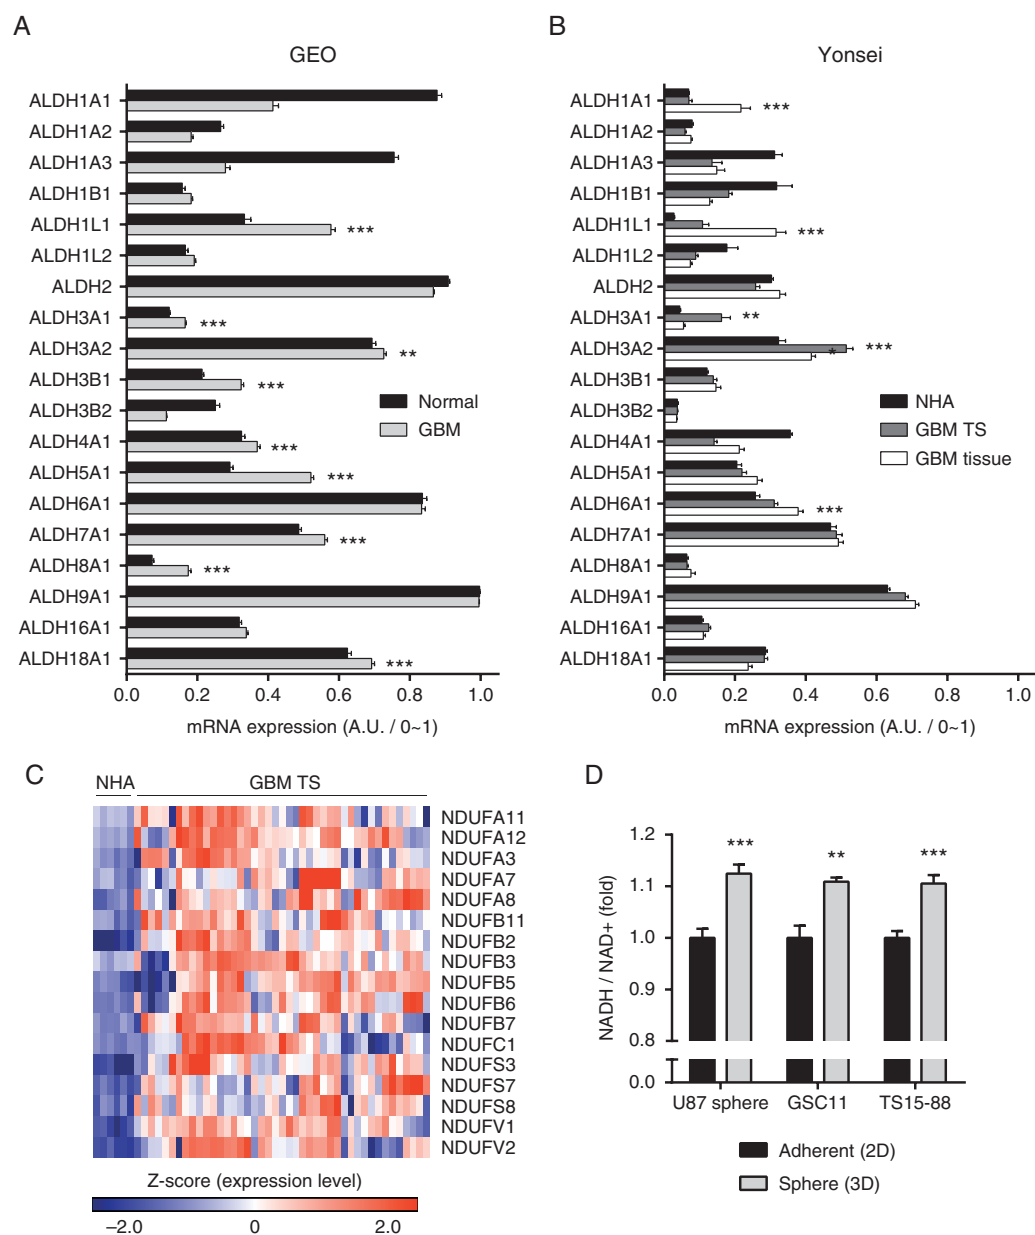 A
GEO
ALDH1A1
ALDH1A2
ALDH1A3
ALDH1B1
ALDH1L1
***
ALDH1L2
ALDH2
ALDH3A1
***
ALDH3A2
**
ALDH3B1
***
ALDH3B2
ALDH4A1
***
ALDH5A1
***
ALDH6A1
ALDH7A1
***
ALDH8A1
***
ALDH9A1
ALDH16A1
ALDH18A1
***
Normal
GBM
0.0 0.2 0.4 0.6 0.8 1.0
mRNA expression (A.U. / 0~1)
B
Yonsei
ALDH1A1
***
ALDH1A2
ALDH1A3
ALDH1B1
ALDH1L1
***
ALDH1L2
ALDH2
ALDH3A1
**
ALDH3A2
***
*
ALDH3B1
ALDH3B2
ALDH4A1
ALDH5A1
ALDH6A1
***
ALDH7A1
ALDH8A1
ALDH9A1
ALDH16A1
ALDH18A1
NHA
GBM TS
GBM tissue
0.0 0.2 0.4 0.6 0.8 1.0
mRNA expression (A.U. / 0~1)
C
NHA GBM TS
NDUFA11
NDUFA12
NDUFA3
NDUFA7
NDUFA8
NDUFB11
NDUFB2
NDUFB3
NDUFB5
NDUFB6
NDUFB7
NDUFC1
NDUFS3
NDUFS7
NDUFS8
NDUFV1
NDUFV2
Z-score (expression level)
–2.0 0 2.0
D
NADH / NAD+ (fold)
1.2
1.1
1.0
0.9
0.8
0.0
*** ** ***
U87 sphere GSC11 TS15-88
Adherent (2D)
Sphere (3D)